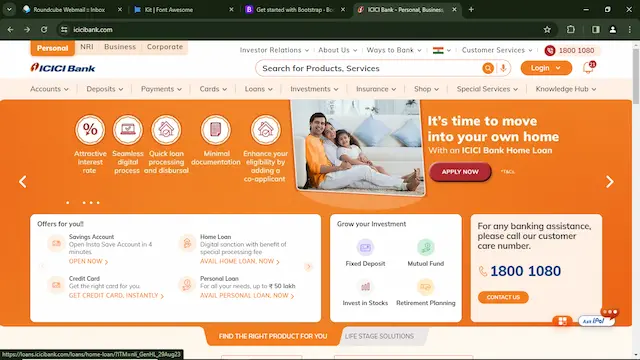 Roundcube Webmail :: Inbox
Kit | Font Awesome
Get started with Bootstrap - Boo
ICICI Bank - Personal, Business,
icicibank.com
Personal NRI Business Corporate
Investor Relations About Us Ways to Bank Customer Services 1800 1080
ICICI Bank
Search for Products, Services
Login
21
Accounts Deposits Payments Cards Loans Investments Insurance Shop Special Services Knowledge Hub
%
Attractive interest rate
Seamless digital process
Quick loan processing and disbursal
Minimal documentation
Enhance your eligibility by adding a co-applicant
It's time to move
into your own home
With an ICICI Bank Home Loan
APPLY NOW
*T&Cs.
Offers for you!!
Savings Account
Open Insta Save Account in 4
minutes
OPEN NOW
Home Loan
Digital sanction with benefit of
special processing fee
AVAIL HOME LOAN, NOW
Credit Card
Get the right card for you.
GET CREDIT CARD, INSTANTLY
Personal Loan
For all your needs, up to ₹ 50 lakh
AVAIL PERSONAL LOAN, NOW
Grow your Investment
Fixed Deposit
Mutual Fund
Invest in Stocks
Retirement Planning
For any banking assistance,
please call our customer
care number.
1800 1080
CONTACT US
Ask iPal
FIND THE RIGHT PRODUCT FOR YOU
LIFE STAGE SOLUTIONS
https://loans.icicibank.com/loans/home-loan/?ITM=nli_GenHL_29Aug23